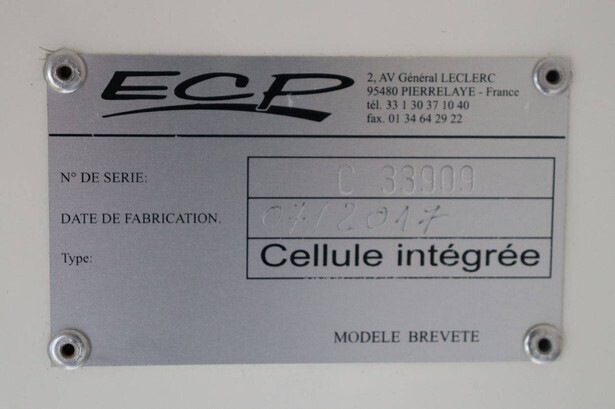 ECP
2, AV Général LECLERC
95480 PIERRELAYE - France
tél. 33 1 30 37 10 40
fax. 01 34 64 29 22
N° DE SERIE: C 33909
DATE DE FABRICATION. 07/2017
Type: Cellule intégrée
MODELE BREVETE